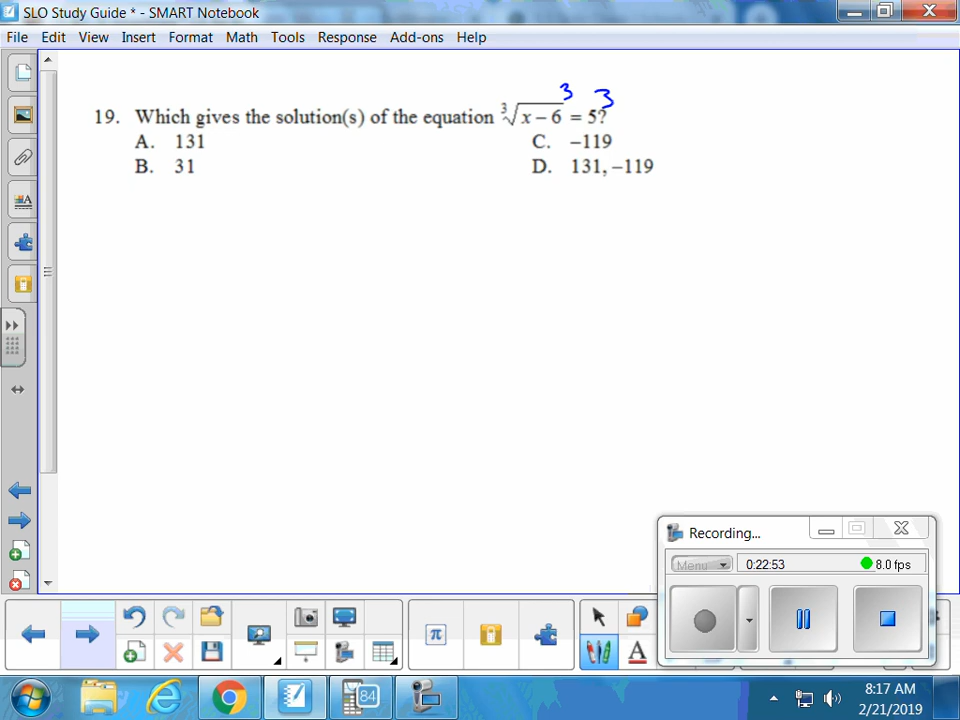 SLO Study Guide * - SMART Notebook
File Edit View Insert Format Math Tools Response Add-ons Help
3 3
19. Which gives the solution(s) of the equation ∛(x – 6) = 5?
A. 131 C. –119
B. 31 D. 131, –119
Recording...
Menu 0:22:53 8.0 fps
π
A
84
8:17 AM
2/21/2019